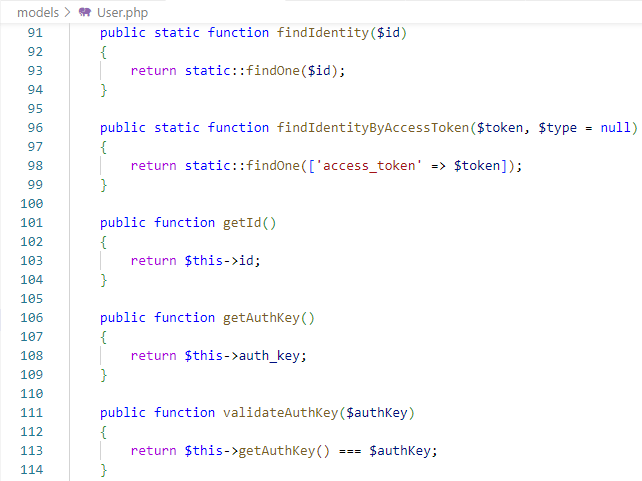 models > User.php
91 public static function findIdentity($id)
92 {
93 return static::findOne($id);
94 }
95
96 public static function findIdentityByAccessToken($token, $type = null)
97 {
98 return static::findOne(['access_token' => $token]);
99 }
100
101 public function getId()
102 {
103 return $this->id;
104 }
105
106 public function getAuthKey()
107 {
108 return $this->auth_key;
109 }
110
111 public function validateAuthKey($authKey)
112 {
113 return $this->getAuthKey() === $authKey;
114 }